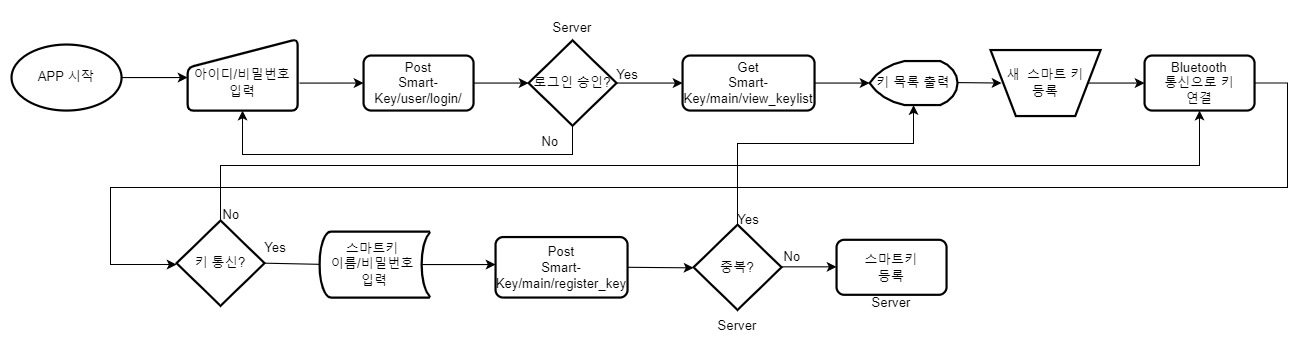 Server
APP 시작
아이디/비밀번호
입력
Post
Smart-
Key/user/login/
로그인 승인?
Yes
No
Get
Smart-
Key/main/view_keylist
키 목록 출력
새 스마트 키
등록
Bluetooth
통신으로 키
연결
키 통신?
No
Yes
스마트키
이름/비밀번호
입력
Post
Smart-
Key/main/register_key
중복?
Yes
No
Server
스마트키
등록
Server